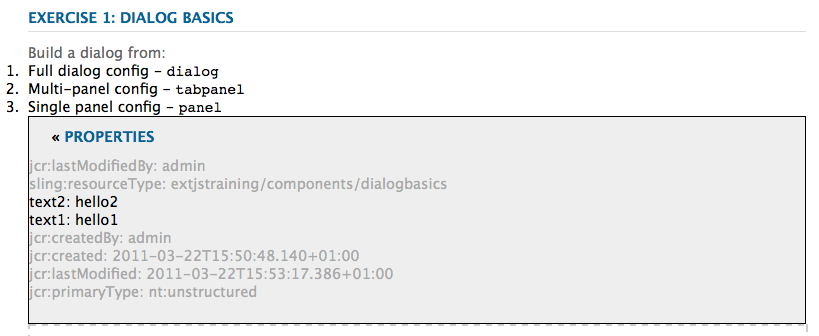 EXERCISE 1: DIALOG BASICS
Build a dialog from:
1. Full dialog config – dialog
2. Multi-panel config – tabpanel
3. Single panel config – panel
« PROPERTIES
jcr:lastModifiedBy: admin
sling:resourceType: extjstraining/components/dialogbasics
text2: hello2
text1: hello1
jcr:createdBy: admin
jcr:created: 2011-03-22T15:50:48.140+01:00
jcr:lastModified: 2011-03-22T15:53:17.386+01:00
jcr:primaryType: nt:unstructured